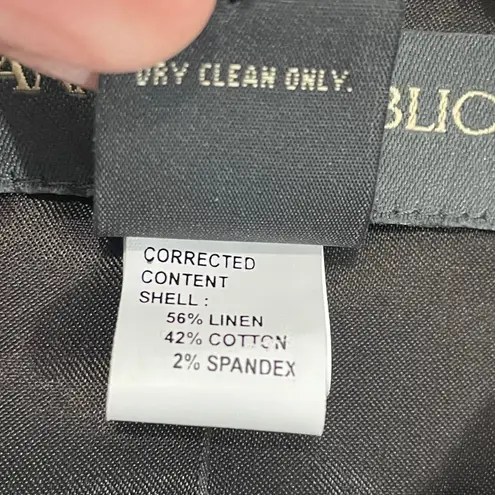 DRY CLEAN ONLY.
BLIC
CORRECTED
CONTENT
SHELL :
56% LINEN
42% COTTON
2% SPANDEX